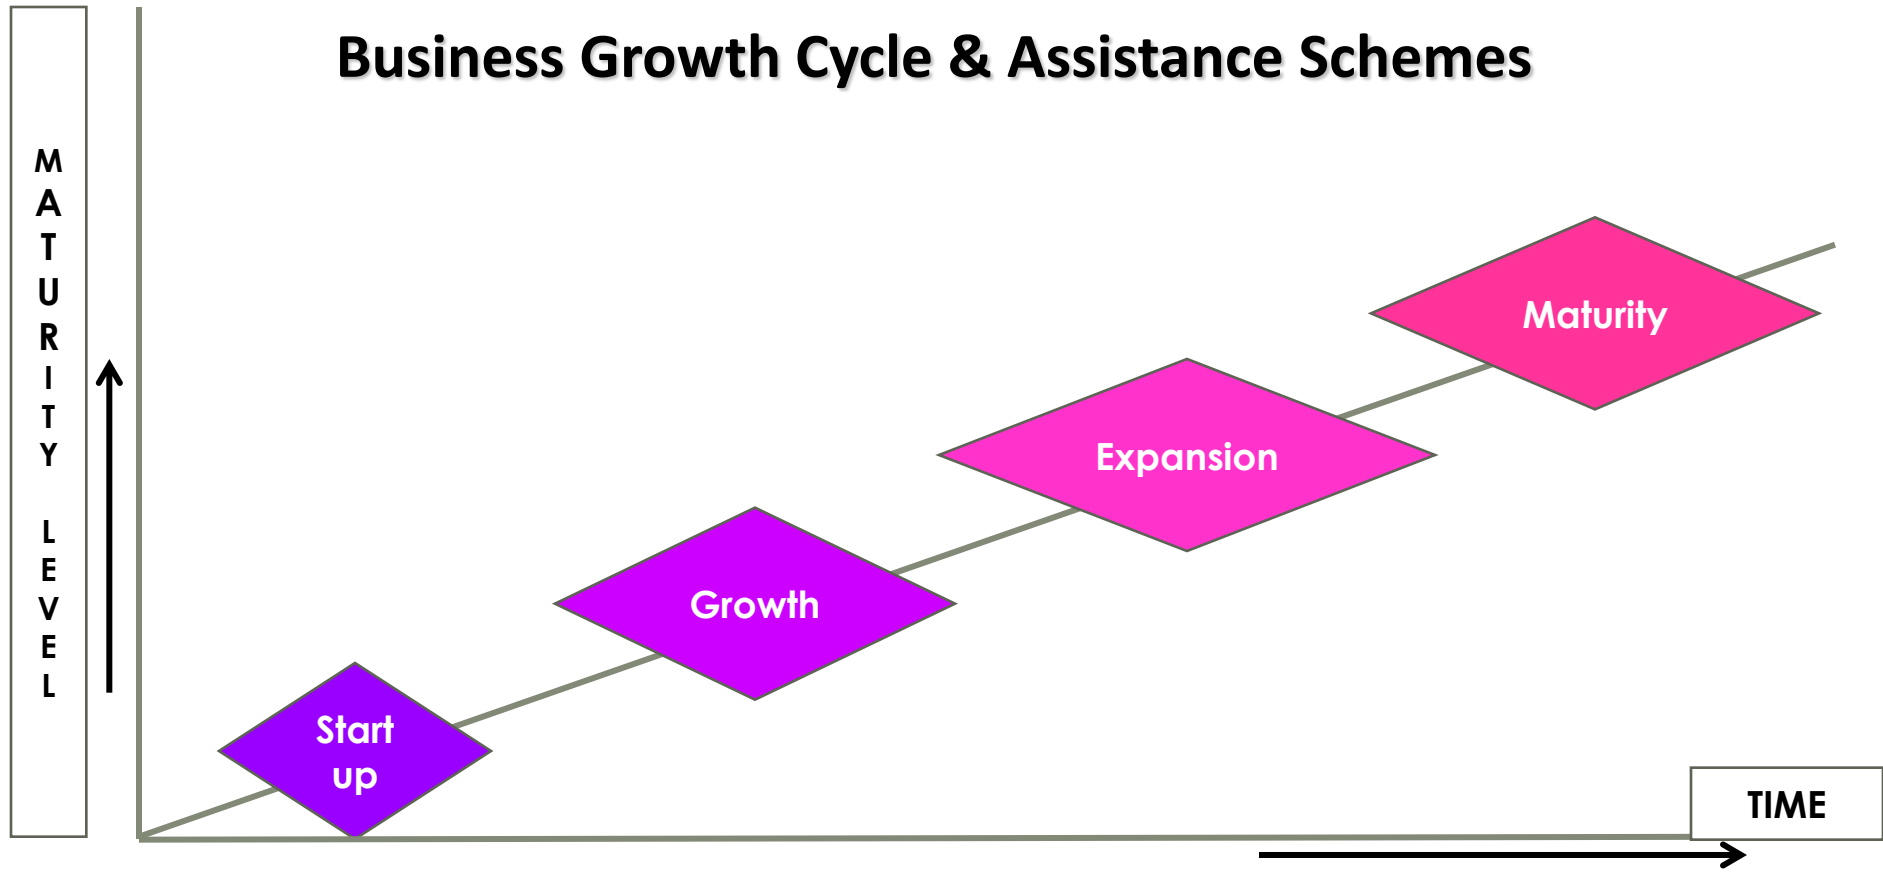 Business Growth Cycle & Assistance Schemes
MATURITY LEVEL
Maturity
Expansion
Growth
Start
up
TIME